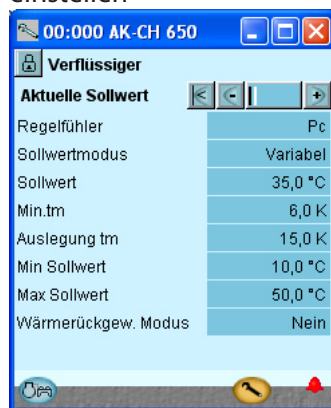 00:000 AK-CH 650
Verflüssiger
Aktuelle Sollwert
Regelfühler Pc
Sollwertmodus Variabel
Sollwert 35,0 °C
Min.tm 6,0 K
Auslegung tm 15,0 K
Min Sollwert 10,0 °C
Max Sollwert 50,0 °C
Wärmerückgew. Modus Nein